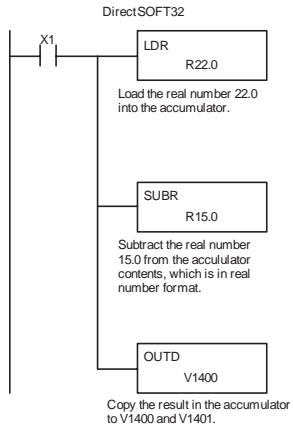 DirectSOFT32
X1
LDR
R22.0
Load the real number 22.0
into the accumulator.
SUBR
R15.0
Subtract the real number
15.0 from the accululator
contents, which is in real
number format.
OUTD
V1400
Copy the result in the accumulator
to V1400 and V1401.